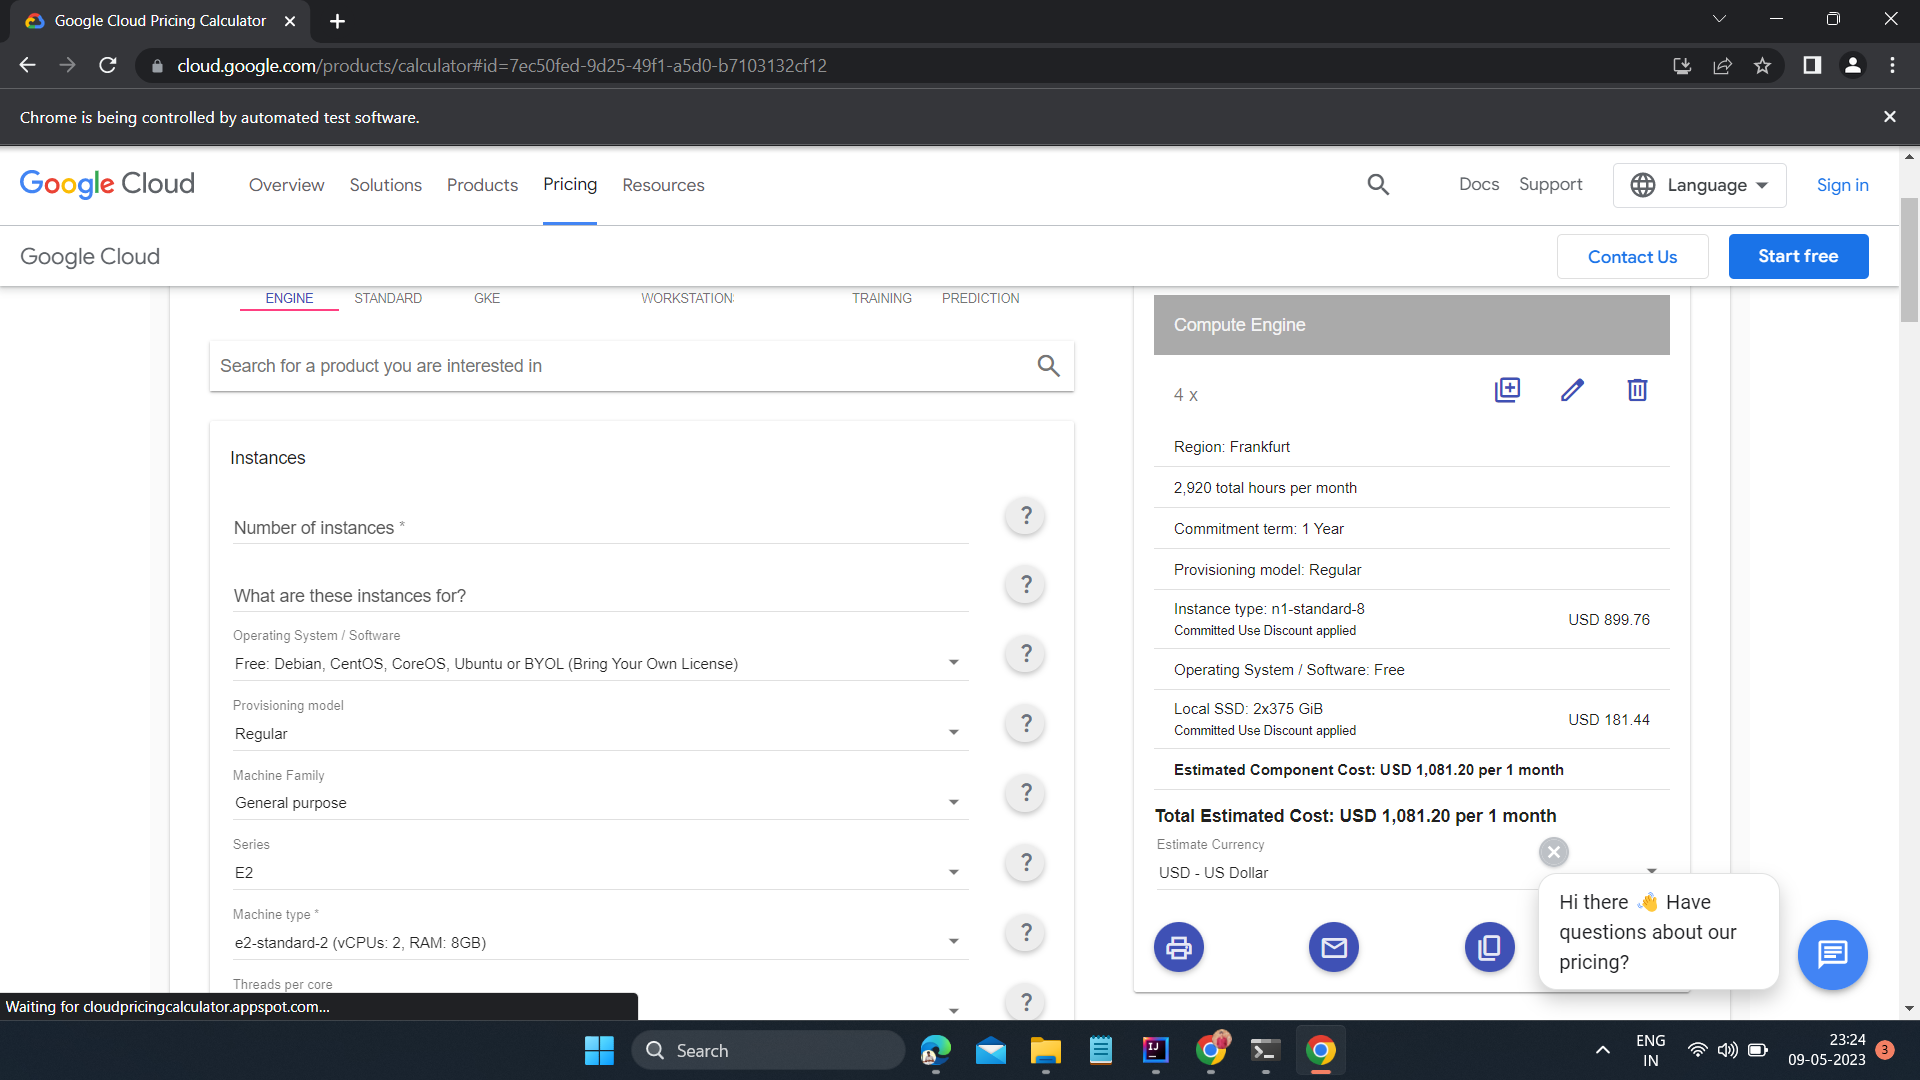 Google Cloud Pricing Calculator
cloud.google.com/products/calculator#id=7ec50fed-9d25-49f1-a5d0-b7103132cf12
Chrome is being controlled by automated test software.
Google Cloud Overview Solutions Products Pricing Resources Docs Support Language Sign in
Google Cloud Contact Us Start free
ENGINE STANDARD GKE WORKSTATION TRAINING PREDICTION
Search for a product you are interested in
Instances
Number of instances *
?
What are these instances for?
?
Operating System / Software
Free: Debian, CentOS, CoreOS, Ubuntu or BYOL (Bring Your Own License)
?
Provisioning model
Regular
?
Machine Family
General purpose
?
Series
E2
?
Machine type *
e2-standard-2 (vCPUs: 2, RAM: 8GB)
?
Threads per core
?
Compute Engine
4 x
Region: Frankfurt
2,920 total hours per month
Commitment term: 1 Year
Provisioning model: Regular
Instance type: n1-standard-8
Committed Use Discount applied
USD 899.76
Operating System / Software: Free
Local SSD: 2x375 GiB
Committed Use Discount applied
USD 181.44
Estimated Component Cost: USD 1,081.20 per 1 month
Total Estimated Cost: USD 1,081.20 per 1 month
Estimate Currency
USD - US Dollar
Hi there 👋 Have
questions about our
pricing?
Waiting for cloudpricingcalculator.appspot.com...
Search
IJ
ENG
IN
23:24
09-05-2023
3